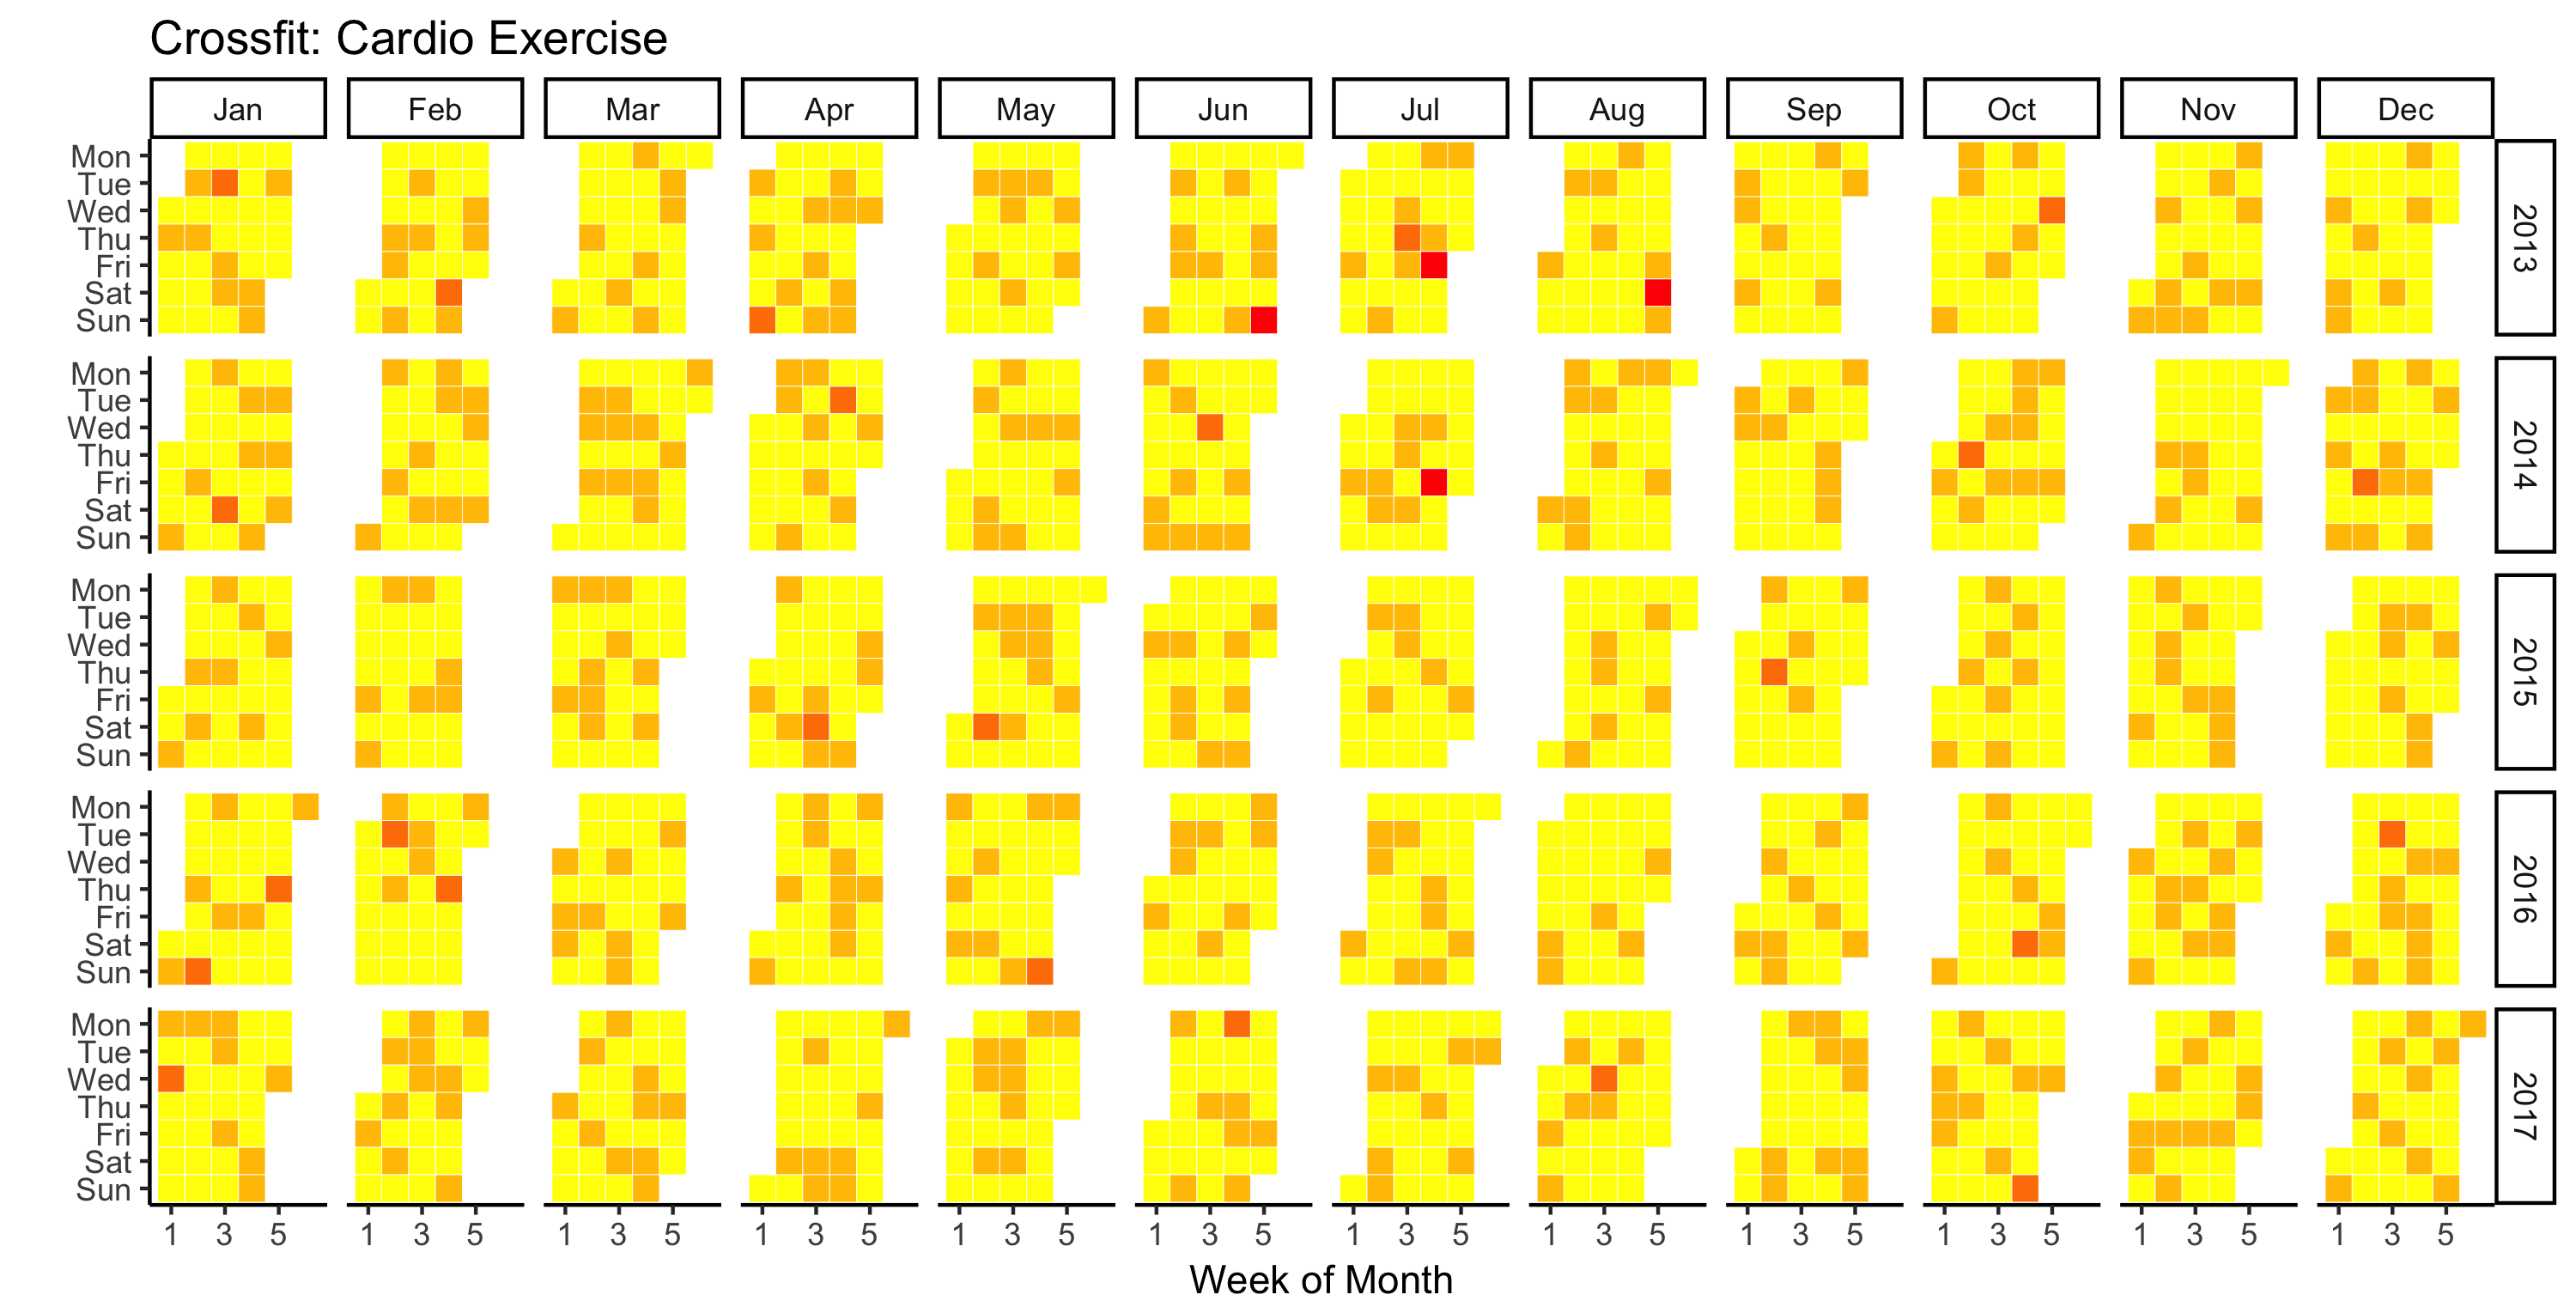 Crossfit: Cardio Exercise
Jan Feb Mar Apr May Jun Jul Aug Sep Oct Nov Dec
Mon
Tue
Wed
Thu
Fri
Sat
Sun
2013
Mon
Tue
Wed
Thu
Fri
Sat
Sun
2014
Mon
Tue
Wed
Thu
Fri
Sat
Sun
2015
Mon
Tue
Wed
Thu
Fri
Sat
Sun
2016
Mon
Tue
Wed
Thu
Fri
Sat
Sun
2017
1 3 5 1 3 5 1 3 5 1 3 5 1 3 5 1 3 5 1 3 5 1 3 5 1 3 5 1 3 5 1 3 5 1 3 5
Week of Month